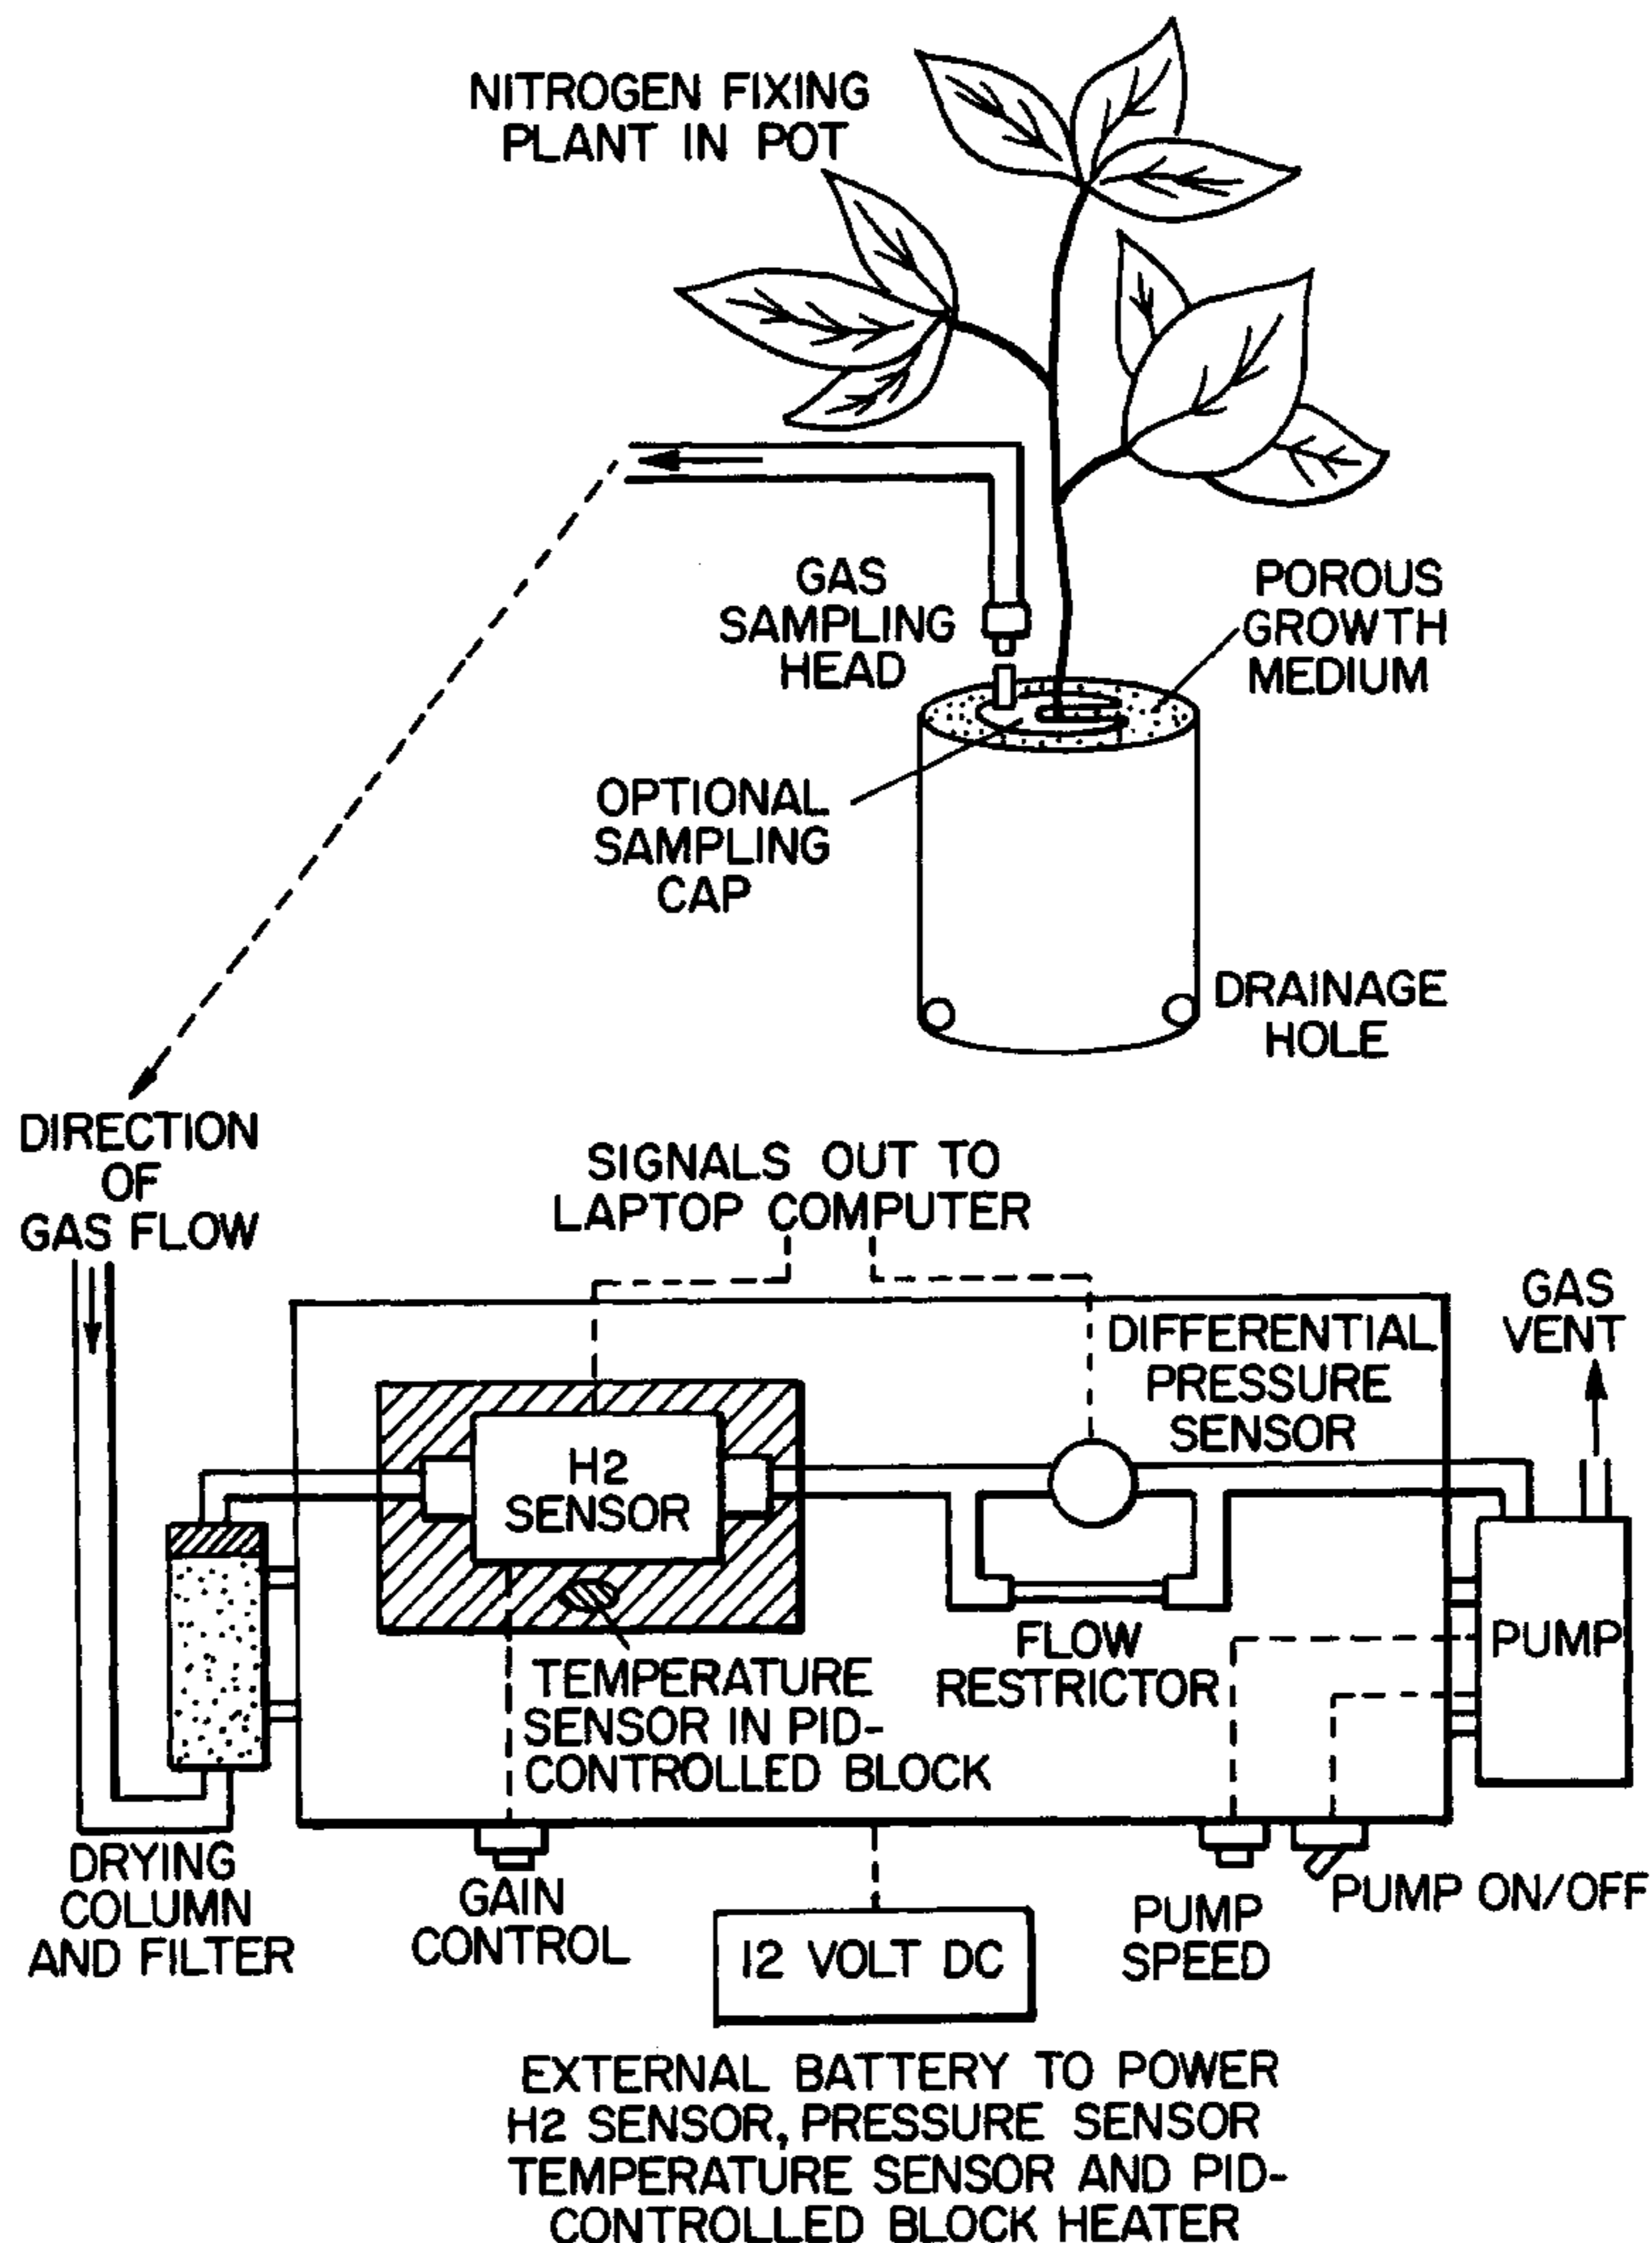 NITROGEN FIXING
PLANT IN POT
GAS
SAMPLING
HEAD
POROUS
GROWTH
MEDIUM
OPTIONAL
SAMPLING
CAP
DRAINAGE
HOLE
DIRECTION
OF
GAS FLOW
SIGNALS OUT TO
LAPTOP COMPUTER
GAS
VENT
DIFFERENTIAL
PRESSURE
SENSOR
H2
SENSOR
FLOW
RESTRICTOR
PUMP
TEMPERATURE
SENSOR IN PID-
CONTROLLED BLOCK
DRYING
COLUMN
AND FILTER
GAIN
CONTROL
12 VOLT DC
PUMP
SPEED
PUMP ON/OFF
EXTERNAL BATTERY TO POWER
H2 SENSOR, PRESSURE SENSOR
TEMPERATURE SENSOR AND PID-
CONTROLLED BLOCK HEATER